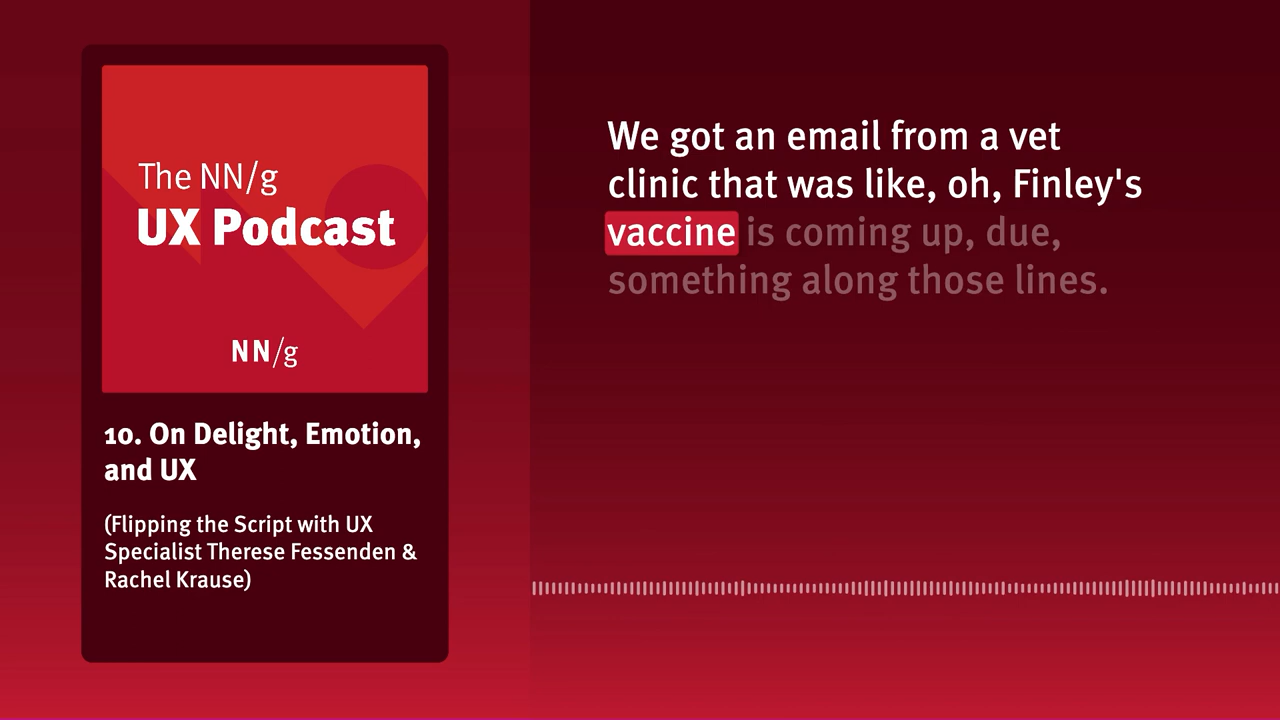 The NN/g
UX Podcast
NN/g
10. On Delight, Emotion,
and UX
(Flipping the Script with UX
Specialist Therese Fessenden &
Rachel Krause)
We got an email from a vet
clinic that was like, oh, Finley's
vaccine is coming up, due,
something along those lines.